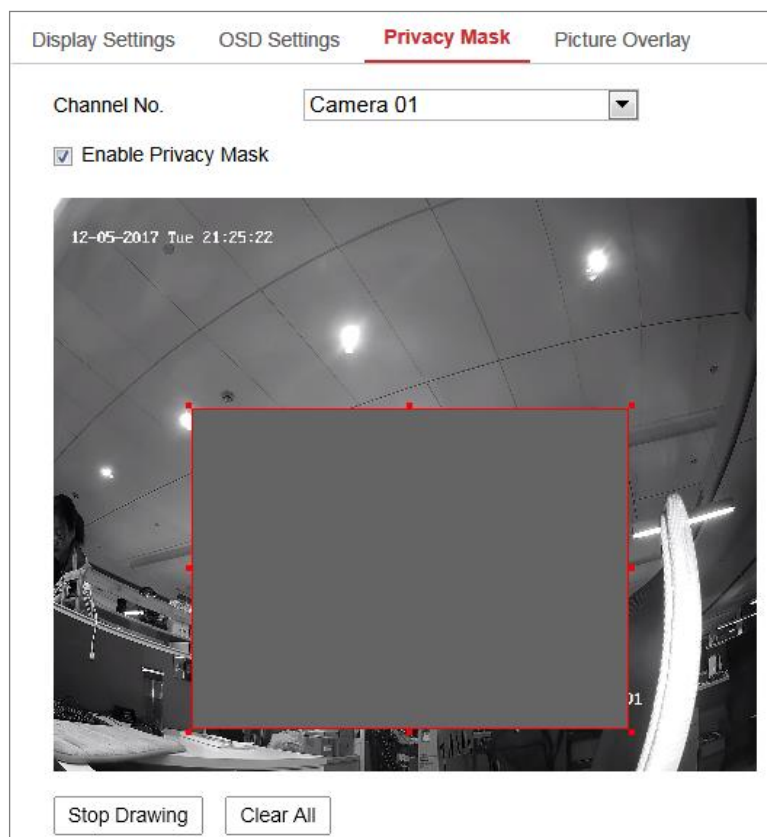 Display Settings OSD Settings Privacy Mask Picture Overlay
Channel No. Camera 01
Enable Privacy Mask
12-05-2017 Tue 21:25:22
01
Stop Drawing Clear All